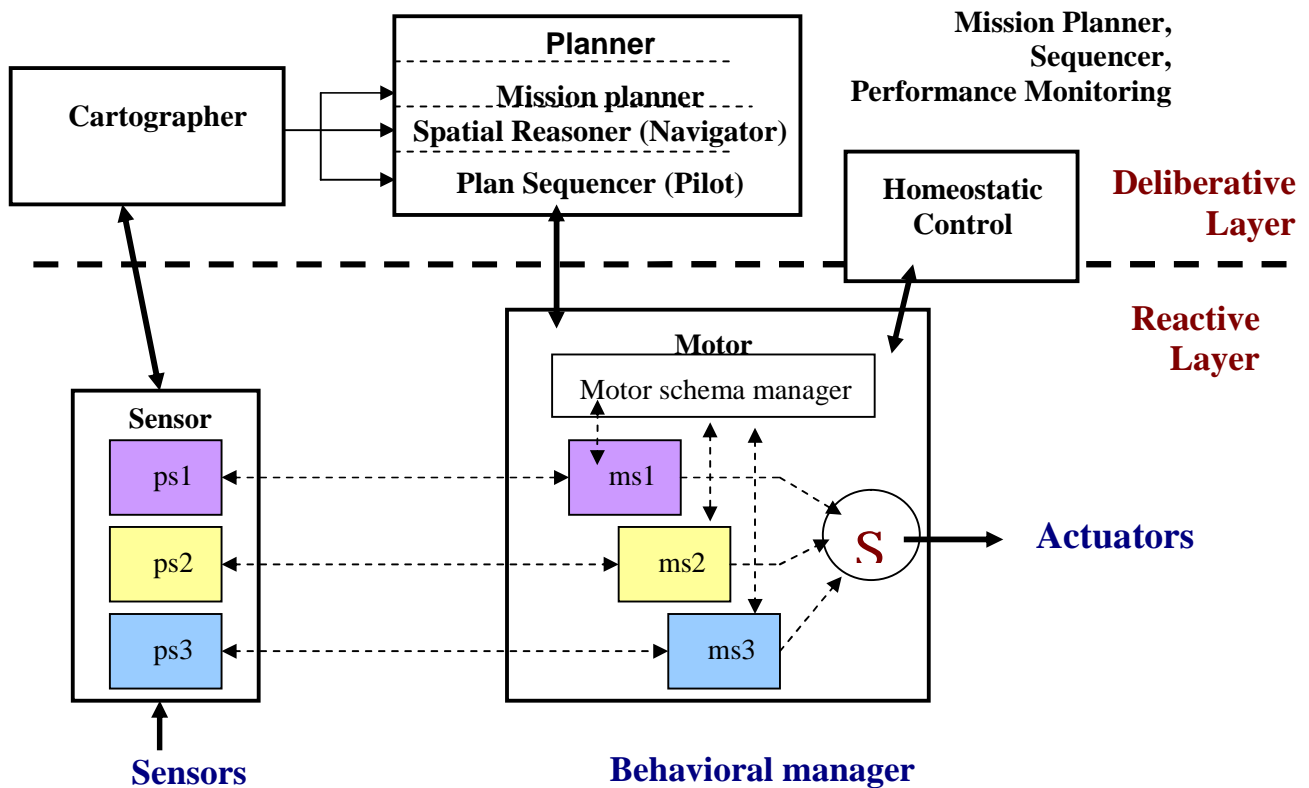 Planner
Mission planner
Spatial Reasoner (Navigator)
Plan Sequencer (Pilot)
Cartographer
Mission Planner,
Sequencer,
Performance Monitoring
Homeostatic
Control
Deliberative
Layer
Reactive
Layer
Sensor
ps1
ps2
ps3
Sensors
Motor
Motor schema manager
ms1
ms2
ms3
S
Actuators
Behavioral manager